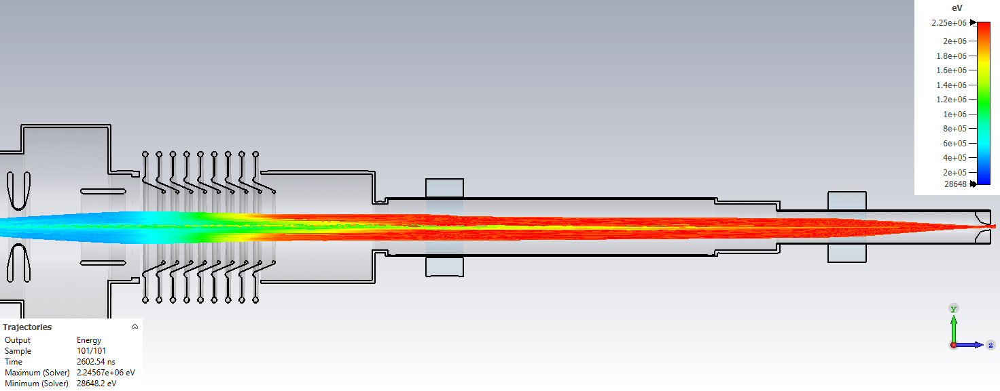 eV
2.25e+06
2e+06
1.8e+06
1.6e+06
1.4e+06
1.2e+06
1e+06
8e+05
6e+05
4e+05
2e+05
28648
y
z
Trajectories
Output Energy
Sample 101/101
Time 2602.54 ns
Maximum (Solver) 2.24567e+06 eV
Minimum (Solver) 28648.2 eV